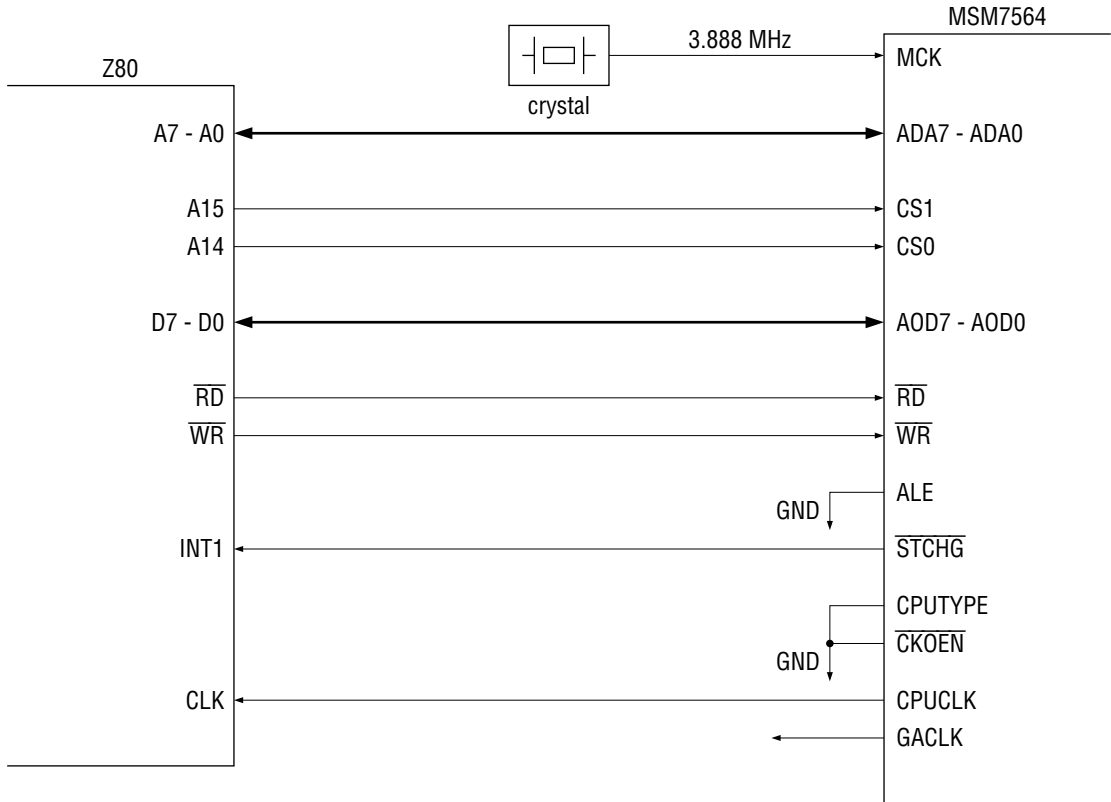 MSM7564
3.888 MHz
MCK
Z80
crystal
A7 - A0
ADA7 - ADA0
A15
CS1
A14
CS0
D7 - D0
AOD7 - AOD0
RD
RD
WR
WR
ALE
GND
INT1
STCHG
CPUTYPE
CKOEN
GND
CLK
CPUCLK
GACLK